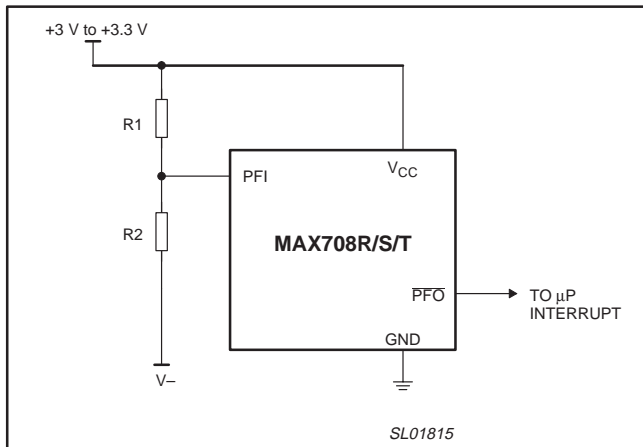 +3 V to +3.3 V
R1
PFI
VCC
R2
MAX708R/S/T
PFO
TO µP
INTERRUPT
GND
V–
SL01815